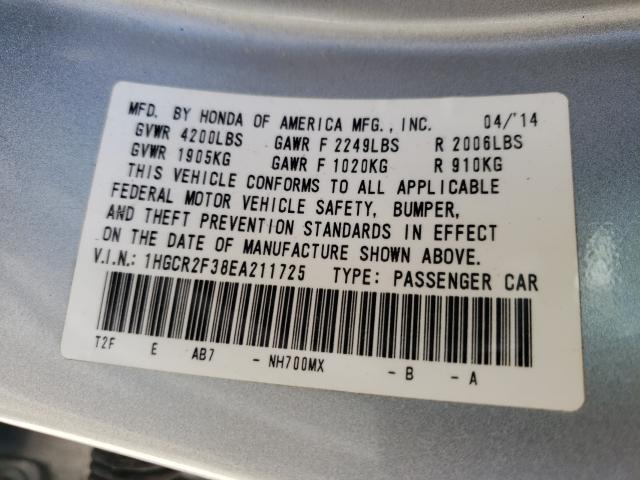 MFD. BY HONDA OF AMERICA MFG., INC. 04/'14
GVWR 4200LBS GAWR F 2249LBS R 2006LBS
GVWR 1905KG GAWR F 1020KG R 910KG
THIS VEHICLE CONFORMS TO ALL APPLICABLE
FEDERAL MOTOR VEHICLE SAFETY, BUMPER,
AND THEFT PREVENTION STANDARDS IN EFFECT
ON THE DATE OF MANUFACTURE SHOWN ABOVE.
V.I.N.: 1HGCR2F38EA211725 TYPE: PASSENGER CAR
T2F E AB7 - NH700MX - B - A